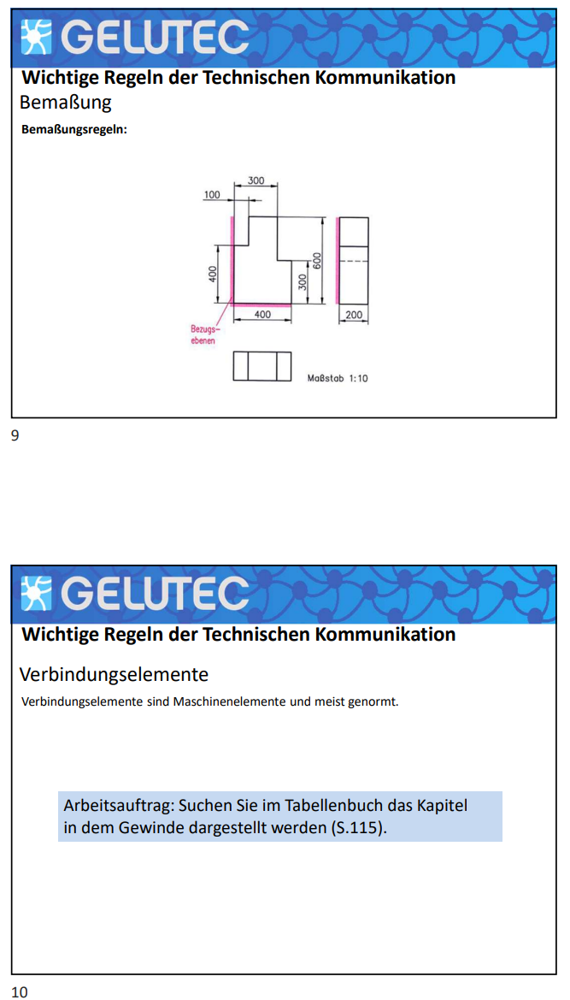 GELUTEC
Wichtige Regeln der Technischen Kommunikation
Bemaßung
Bemaßungsregeln:
300
100
400
300
600
400
200
Bezugs-
ebenen
Maßstab 1:10
9
GELUTEC
Wichtige Regeln der Technischen Kommunikation
Verbindungselemente
Verbindungselemente sind Maschinenelemente und meist genormt.
Arbeitsauftrag: Suchen Sie im Tabellenbuch das Kapitel
in dem Gewinde dargestellt werden (S.115).
10